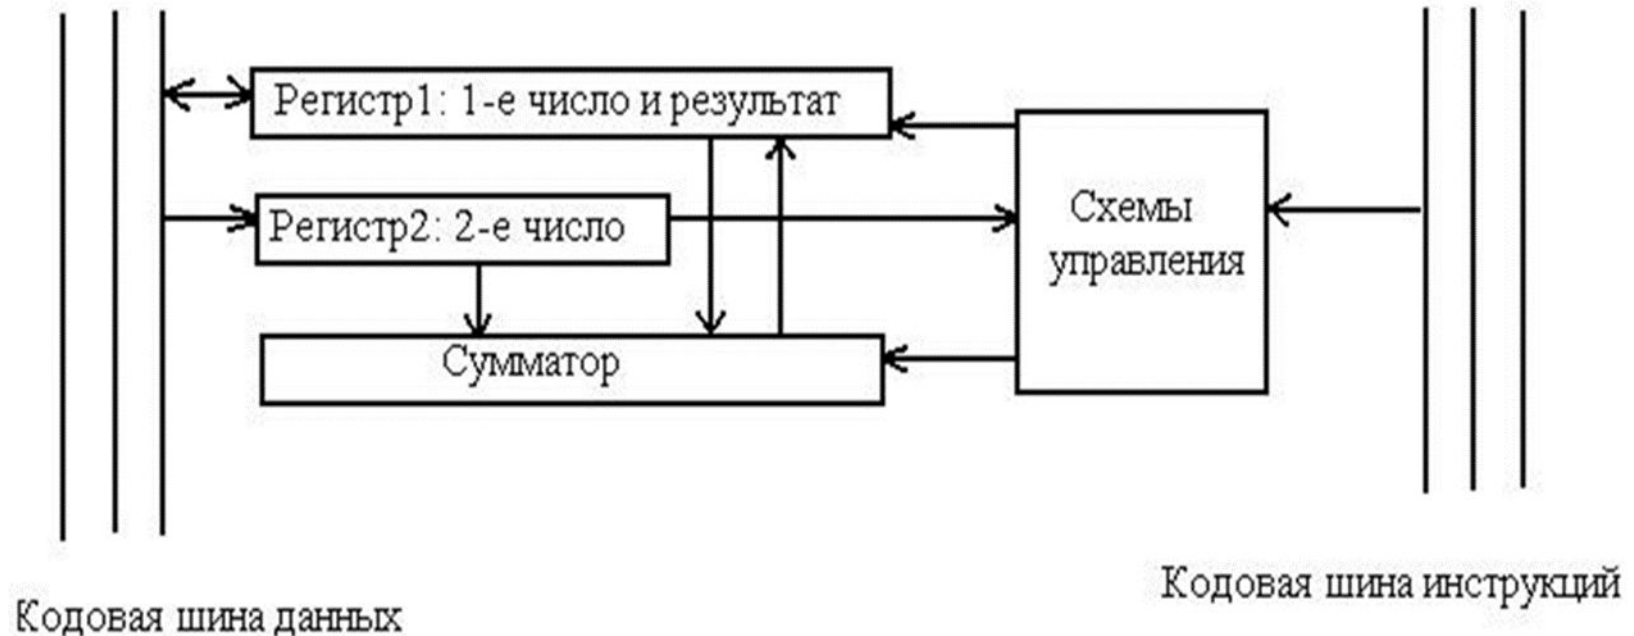 Регистр1: 1-е число и результат
Регистр2: 2-е число
Схемы
управления
Сумматор
Кодовая шина инструкций
Кодовая шина данных